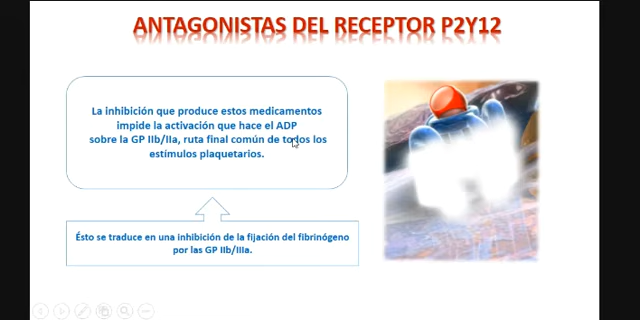 ANTAGONISTAS DEL RECEPTOR P2Y12
La inhibición que produce estos medicamentos
impide la activación que hace el ADP
sobre la GP IIb/IIa, ruta final común de todos los
estímulos plaquetarios.
Ésto se traduce en una inhibición de la fijación del fibrinógeno
por las GP IIb/IIIa.